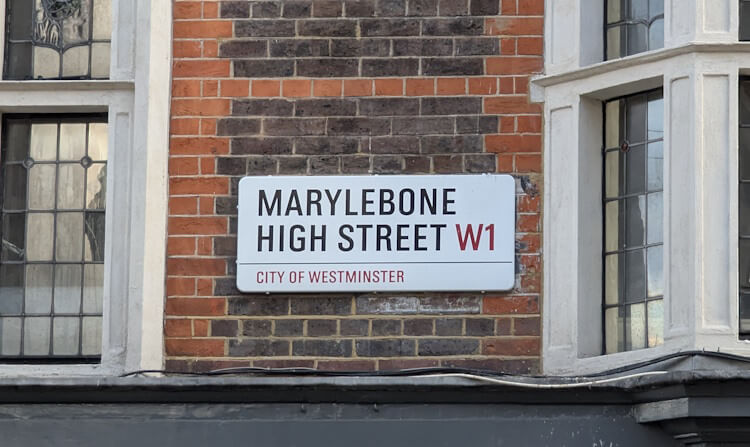 MARYLEBONE
HIGH STREET W1
CITY OF WESTMINSTER